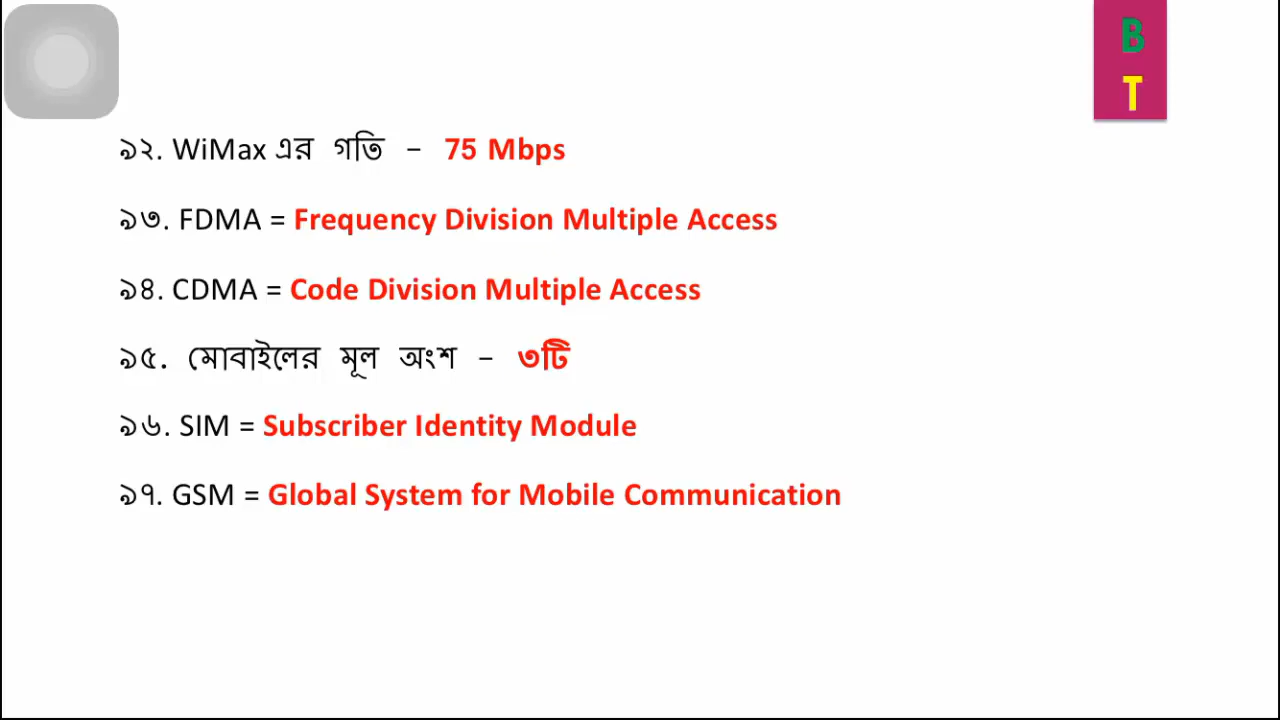 B
T
৯২. WiMax এর গতি – 75 Mbps
৯৩. FDMA = Frequency Division Multiple Access
৯৪. CDMA = Code Division Multiple Access
৯৫. মোবাইলের মূল অংশ – ৩টি
৯৬. SIM = Subscriber Identity Module
৯৭. GSM = Global System for Mobile Communication